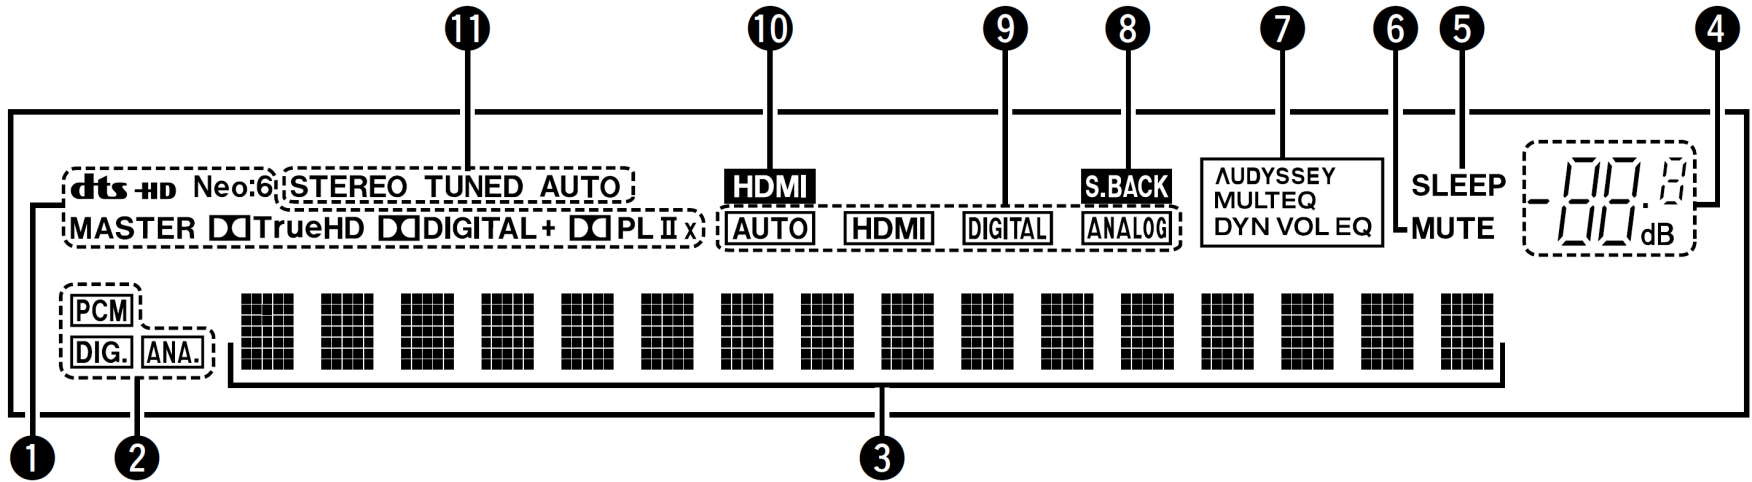 11 10 9 8 7 6 5 4
dts-HD Neo:6 STEREO TUNED AUTO HDMI S.BACK
MASTER TrueHD DIGITAL+ PL II x AUTO HDMI DIGITAL ANALOG
AUDYSSEY
MULTEQ
DYN VOL EQ
SLEEP
MUTE
-88.8
dB
PCM
DIG. ANA.
1 2 3